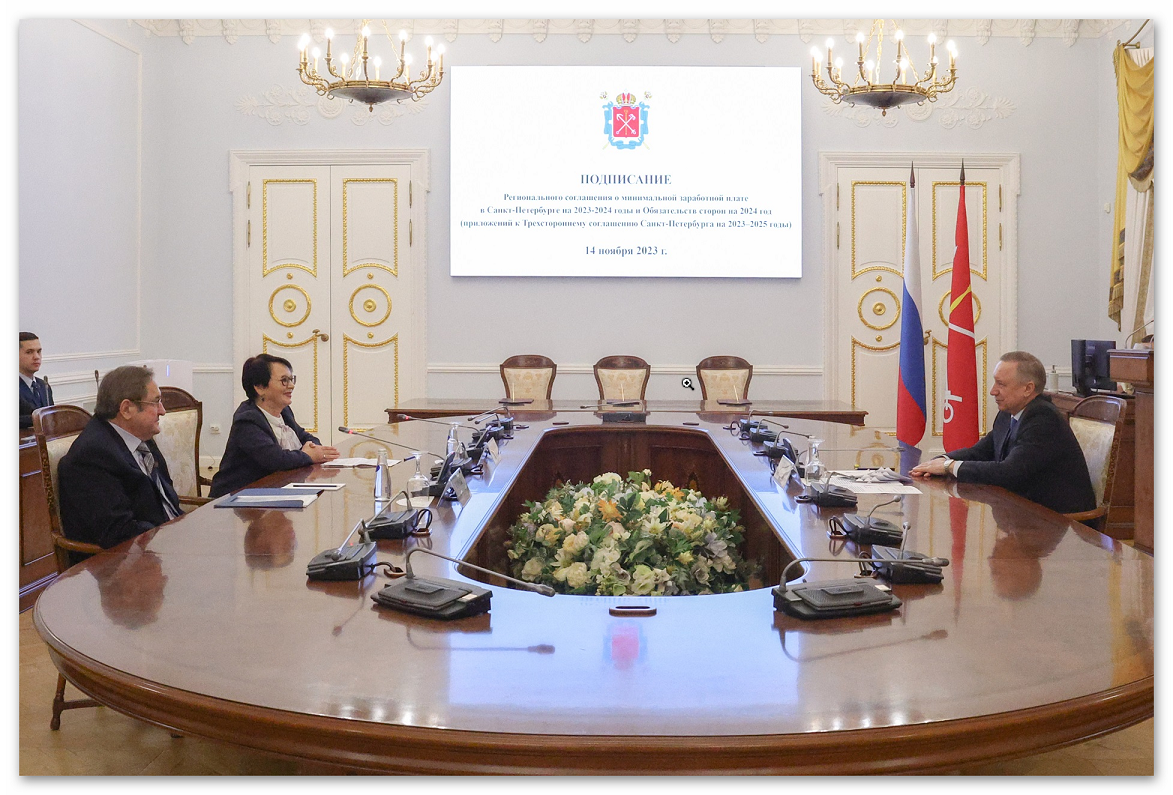 ПОДПИСАНИЕ
Регионального соглашения о минимальной заработной плате
в Санкт-Петербурге на 2023-2024 годы и Обязательств сторон на 2024 год
(приложений к Трехстороннему соглашению Санкт-Петербурга на 2023–2025 годы)
14 ноября 2023 г.